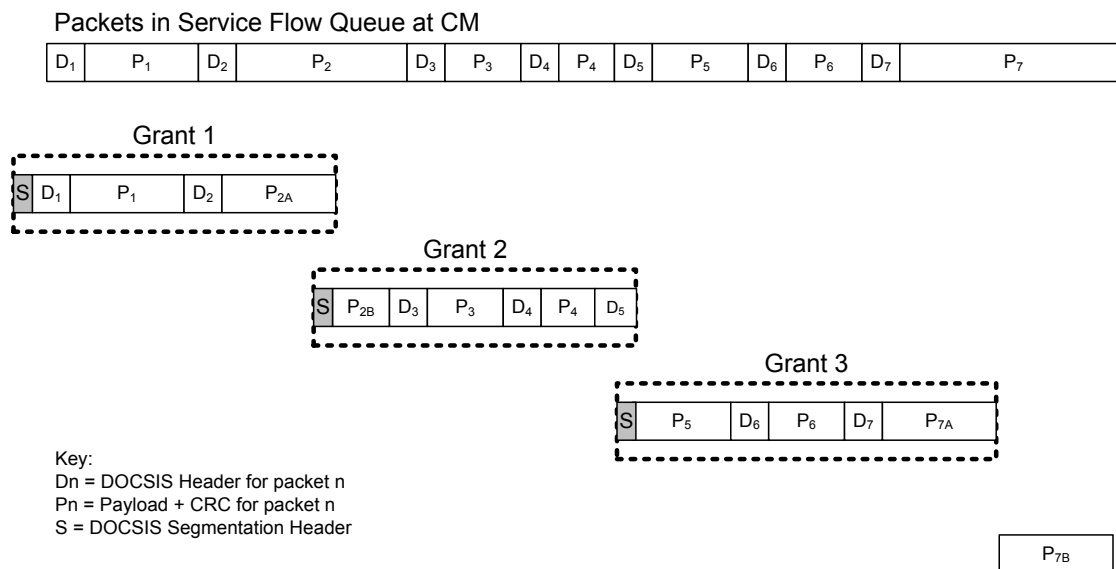 Packets in Service Flow Queue at CM
D1 P1 D2 P2 D3 P3 D4 P4 D5 P5 D6 P6 D7 P7
Grant 1
S D1 P1 D2 P2A
Grant 2
S P2B D3 P3 D4 P4 D5
Grant 3
S P5 D6 P6 D7 P7A
Key:
Dn = DOCSIS Header for packet n
Pn = Payload + CRC for packet n
S = DOCSIS Segmentation Header
P7B